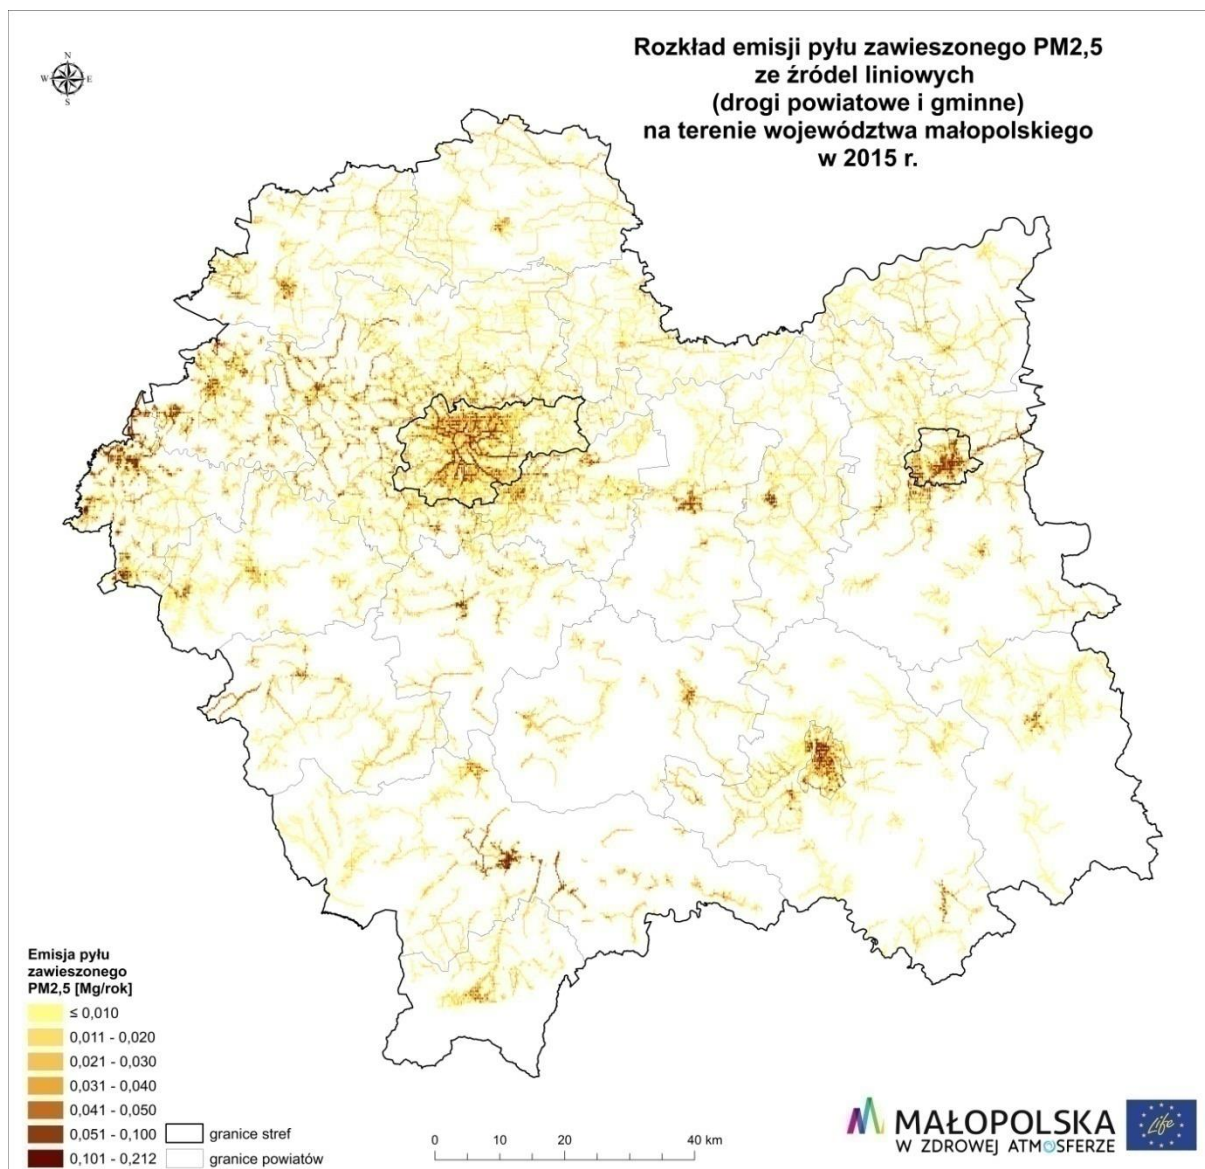 Rozkład emisji pyłu zawieszonego PM2,5
ze źródel liniowych
(drogi powiatowe i gminne)
na terenie województwa małopolskiego
w 2015 r.
N
W E
S
Emisja pyłu
zawieszonego
PM2,5 [Mg/rok]
≤ 0,010
0,011 - 0,020
0,021 - 0,030
0,031 - 0,040
0,041 - 0,050
0,051 - 0,100
0,101 - 0,212
granice stref
granice powiatów
0 10 20 40 km
MAŁOPOLSKA
W ZDROWEJ ATMOSFERZE
Life